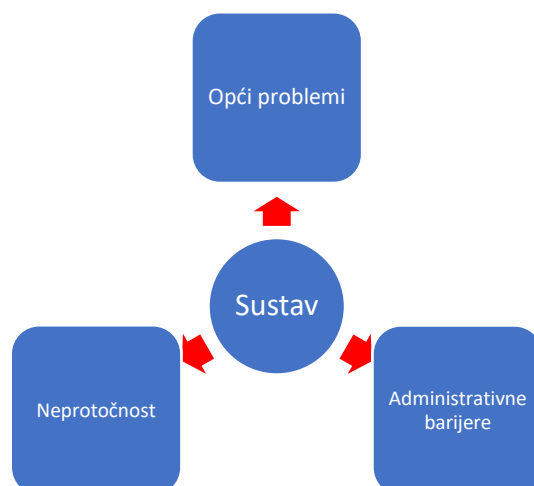 Opći problemi
Sustav
Neprotočnost
Administrativne
barijere